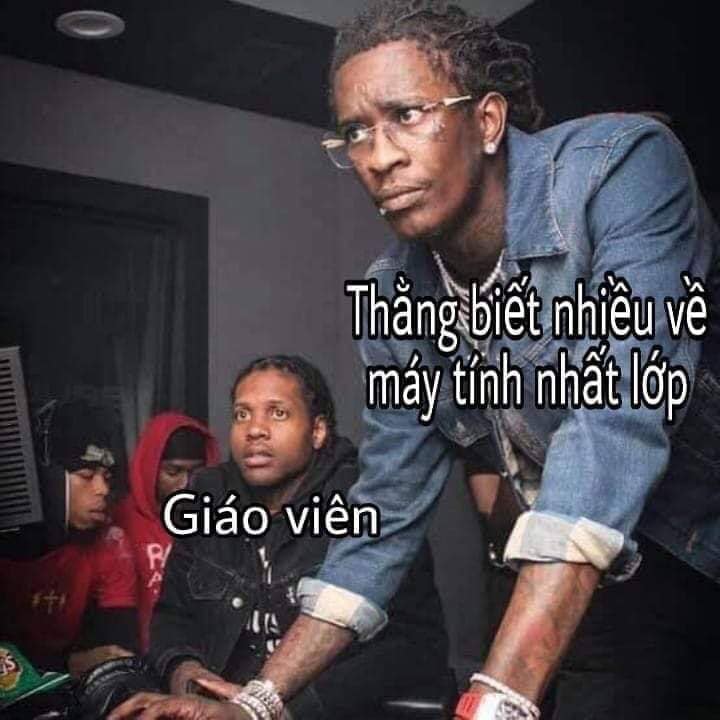 Thằng biết nhiều về
máy tính nhất lớp
Giáo viên